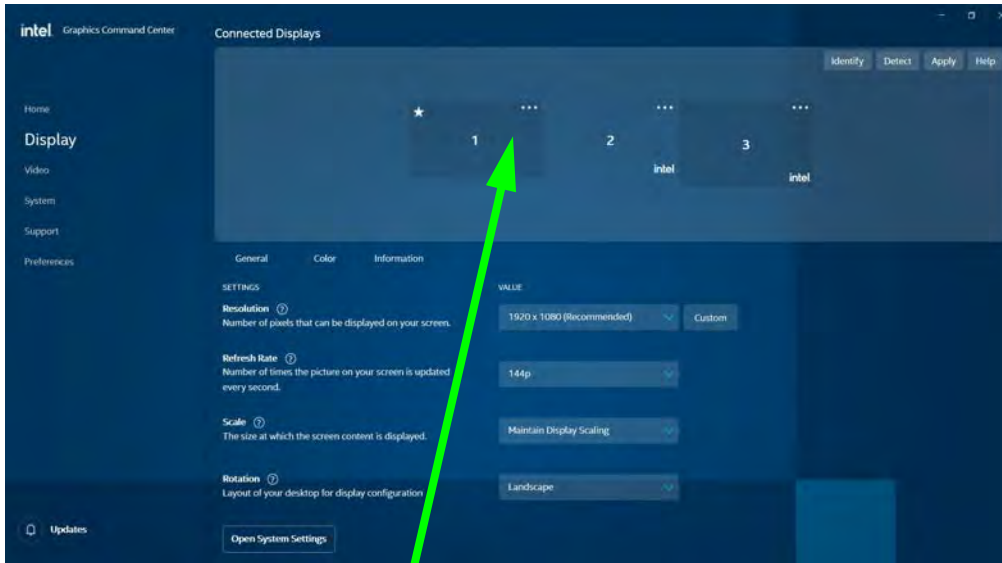 intel. Graphics Command Center
Connected Displays
Identify Detect Apply Help
Home
Display
Video
System
Support
Preferences
1
2
intel
3
intel
General Color Information
SETTINGS VALUE
Resolution ?
Number of pixels that can be displayed on your screen.
1920 x 1080 (Recommended) Custom
Refresh Rate ?
Number of times the picture on your screen is updated
every second.
144p
Scale ?
The size at which the screen content is displayed.
Maintain Display Scaling
Rotation ?
Layout of your desktop for display configuration
Landscape
Updates
Open System Settings